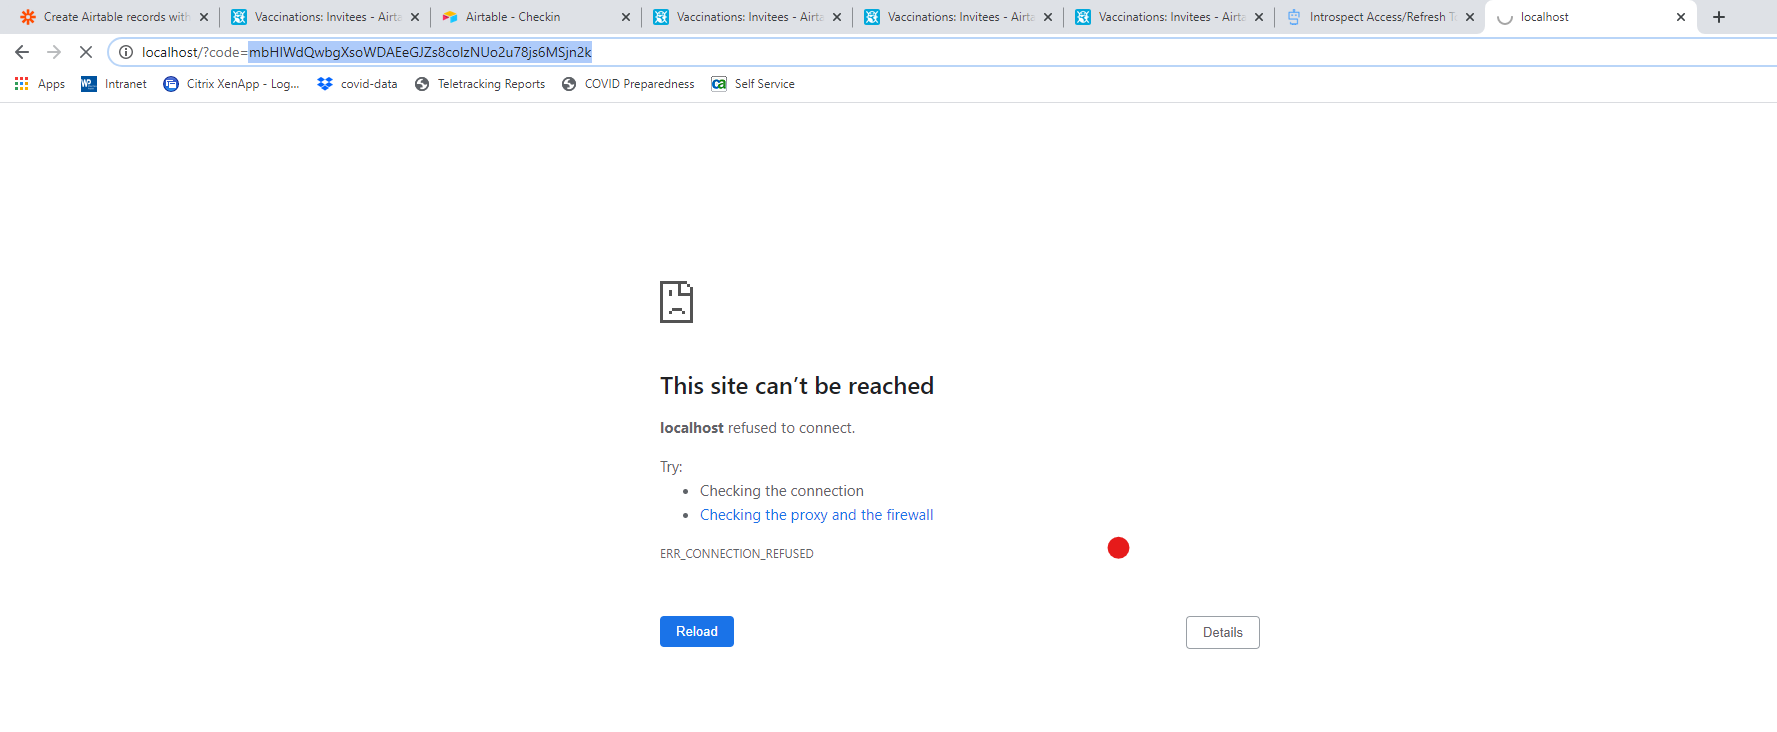 Create Airtable records with
Vaccinations: Invitees - Airta
Airtable - Checkin
Vaccinations: Invitees - Airta
Vaccinations: Invitees - Airta
Vaccinations: Invitees - Airta
Introspect Access/Refresh T
localhost
localhost/?code=mbHIWdQwbgXsoWDAEeGJZs8colzNUo2u78js6MSjn2k
Apps
Intranet
Citrix XenApp - Log...
covid-data
Teletracking Reports
COVID Preparedness
Self Service
This site can’t be reached
localhost refused to connect.
Try:
• Checking the connection
• Checking the proxy and the firewall
ERR_CONNECTION_REFUSED
Reload
Details